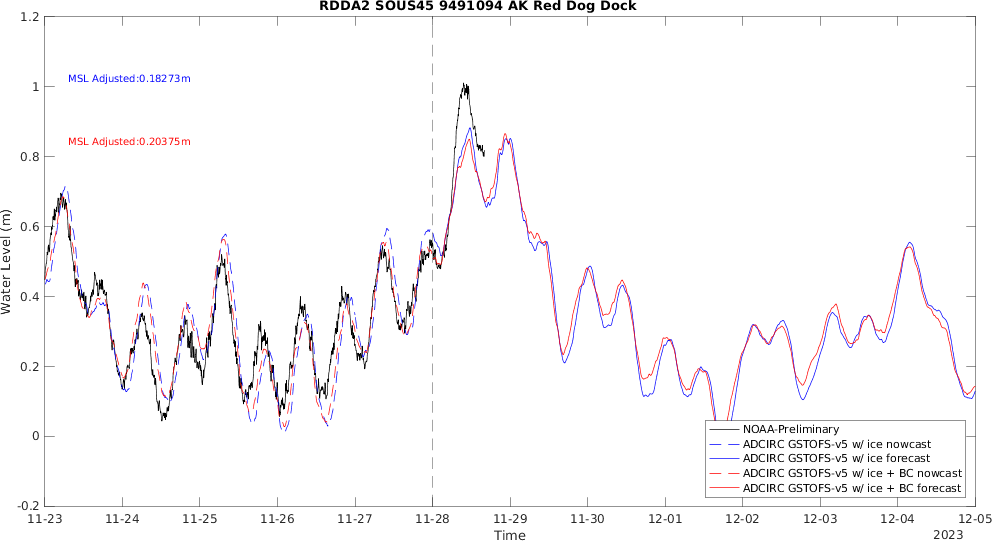 RDDA2 SOUS45 9491094 AK Red Dog Dock
1.2
1
0.8
0.6
0.4
0.2
0
-0.2
Water Level (m)
MSL Adjusted:0.18273m
MSL Adjusted:0.20375m
NOAA-Preliminary
ADCIRC GSTOFS-v5 w/ ice nowcast
ADCIRC GSTOFS-v5 w/ ice forecast
ADCIRC GSTOFS-v5 w/ ice + BC nowcast
ADCIRC GSTOFS-v5 w/ ice + BC forecast
11-23 11-24 11-25 11-26 11-27 11-28 11-29 11-30 12-01 12-02 12-03 12-04 12-05
Time
2023